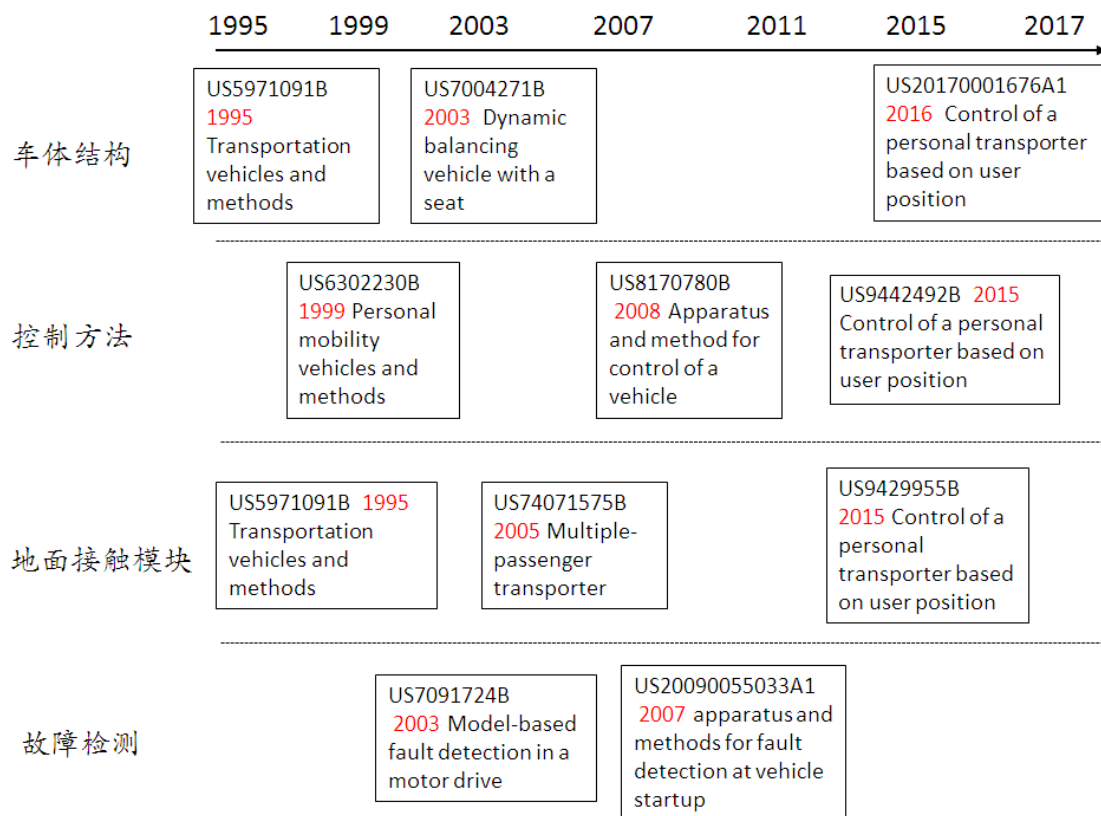 1995 1999 2003 2007 2011 2015 2017
车体结构
US5971091B
1995
Transportation
vehicles and
methods
US7004271B
2003 Dynamic
balancing
vehicle with a
seat
US20170001676A1
2016 Control of a
personal transporter
based on user
position
控制方法
US6302230B
1999 Personal
mobility
vehicles and
methods
US8170780B
2008 Apparatus
and method for
control of a
vehicle
US9442492B 2015
Control of a personal
transporter based on
user position
地面接触模块
US5971091B 1995
Transportation
vehicles and
methods
US74071575B
2005 Multiple-
passenger
transporter
US9429955B
2015 Control of a
personal
transporter based
on user position
故障检测
US7091724B
2003 Model-based
fault detection in a
motor drive
US20090055033A1
2007 apparatus and
methods for fault
detection at vehicle
startup